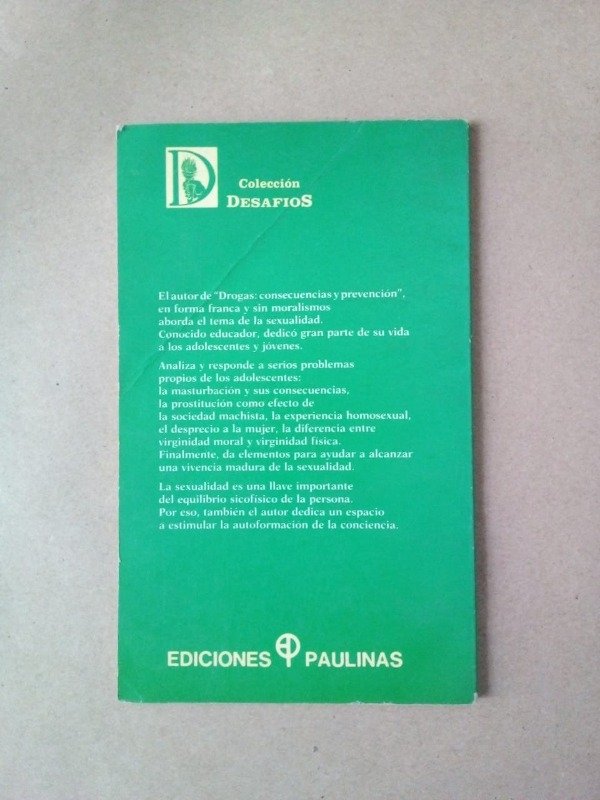 D
Colección
DESAFIOS
El autor de "Drogas: consecuencias y prevención",
en forma franca y sin moralismos
aborda el tema de la sexualidad.
Conocido educador, dedicó gran parte de su vida
a los adolescentes y jóvenes.
Analiza y responde a serios problemas
propios de los adolescentes:
la masturbación y sus consecuencias,
la prostitución como efecto de
la sociedad machista, la experiencia homosexual,
el desprecio a la mujer, la diferencia entre
virginidad moral y virginidad física.
Finalmente, da elementos para ayudar a alcanzar
una vivencia madura de la sexualidad.
La sexualidad es una llave importante
del equilibrio sicofísico de la persona.
Por eso, también el autor dedica un espacio
a estimular la autoformación de la conciencia.
EDICIONES EP PAULINAS